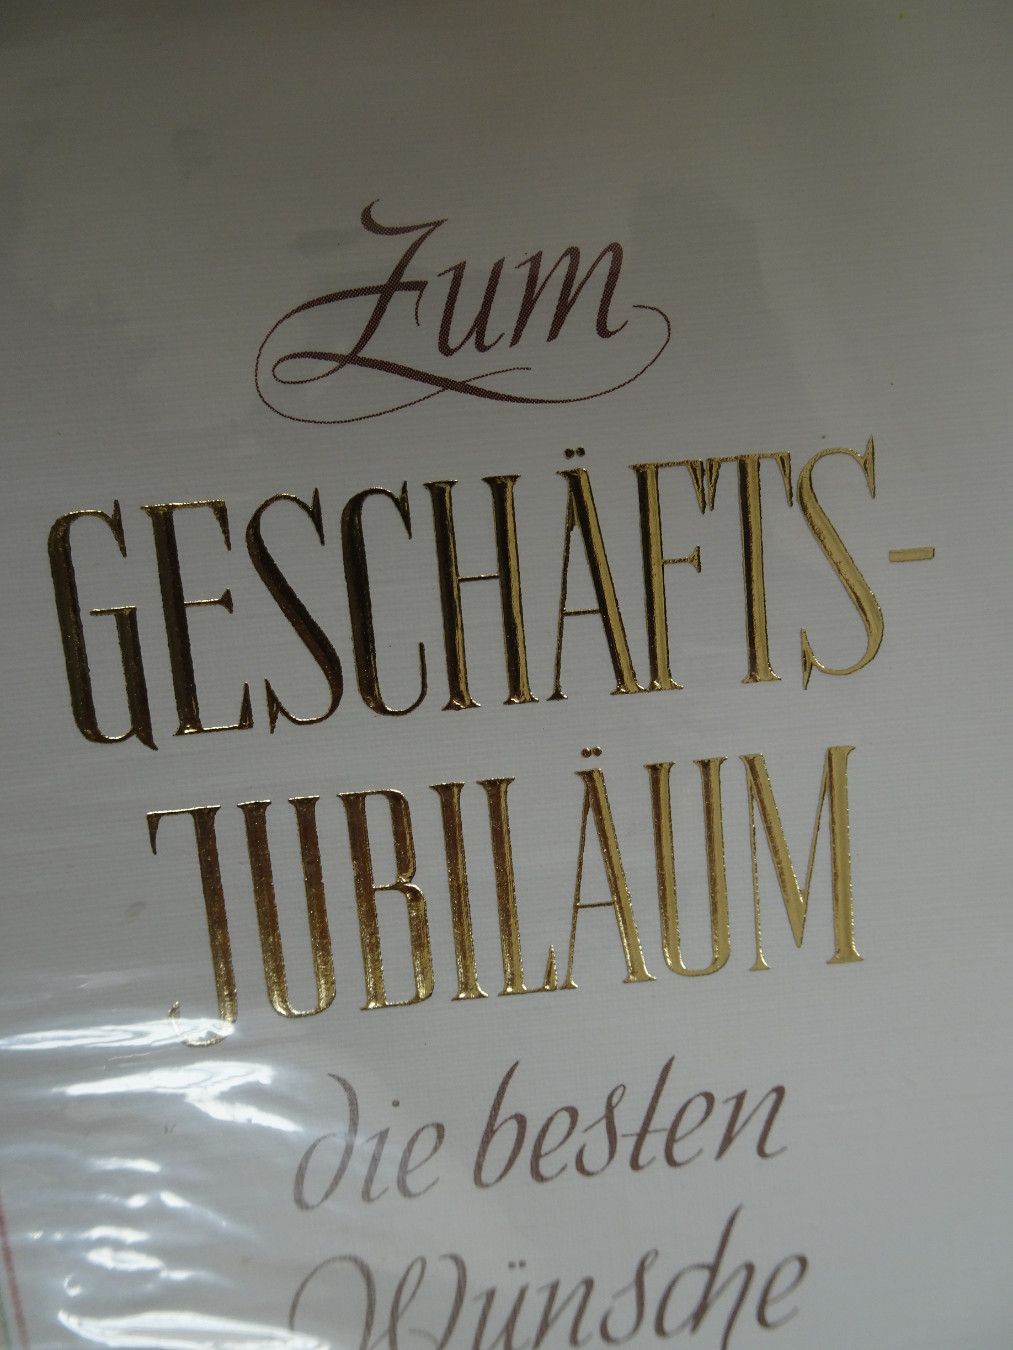 Zum
GESCHÄFTS-
JUBILÄUM
die besten
Wünsche